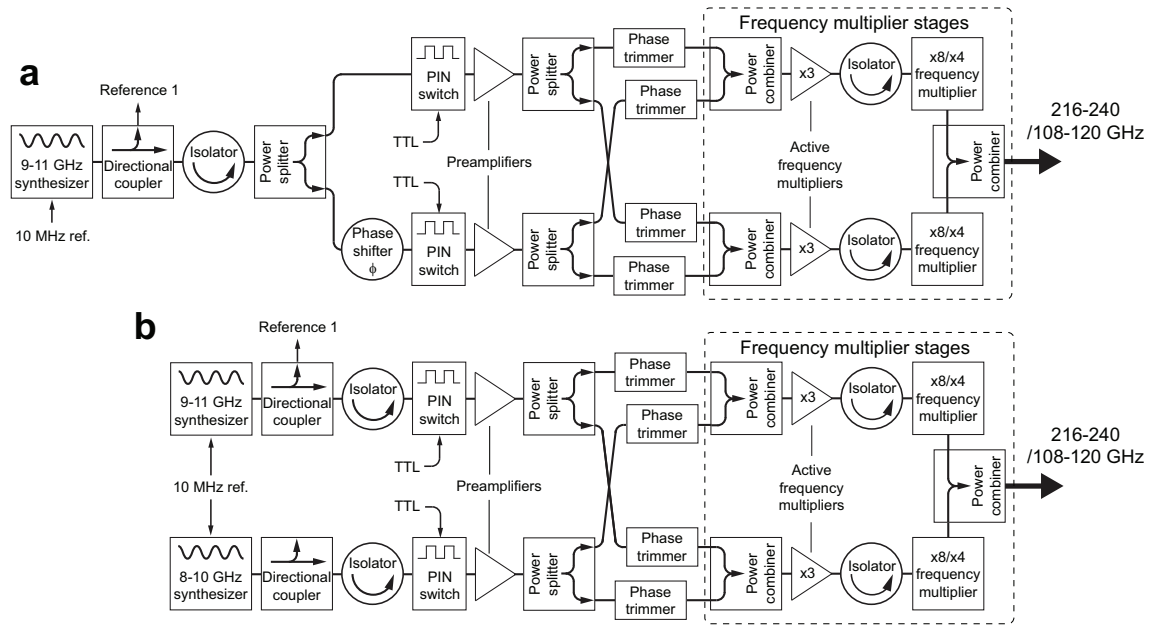 a
Frequency multiplier stages
Reference 1
9-11 GHz
synthesizer
10 MHz ref.
Directional
coupler
Isolator
Power
splitter
Phase
shifter
ϕ
PIN
switch
TTL
TTL
PIN
switch
Preamplifiers
Power
splitter
Power
splitter
Phase
trimmer
Phase
trimmer
Phase
trimmer
Phase
trimmer
Power
combiner
Power
combiner
x3
x3
Active
frequency
multipliers
Isolator
Isolator
x8/x4
frequency
multiplier
x8/x4
frequency
multiplier
Power
combiner
216-240
/108-120 GHz
b
Frequency multiplier stages
Reference 1
9-11 GHz
synthesizer
10 MHz ref.
8-10 GHz
synthesizer
Directional
coupler
Directional
coupler
Isolator
Isolator
PIN
switch
TTL
TTL
PIN
switch
Preamplifiers
Power
splitter
Power
splitter
Phase
trimmer
Phase
trimmer
Phase
trimmer
Phase
trimmer
Power
combiner
Power
combiner
x3
x3
Active
frequency
multipliers
Isolator
Isolator
x8/x4
frequency
multiplier
x8/x4
frequency
multiplier
Power
combiner
216-240
/108-120 GHz